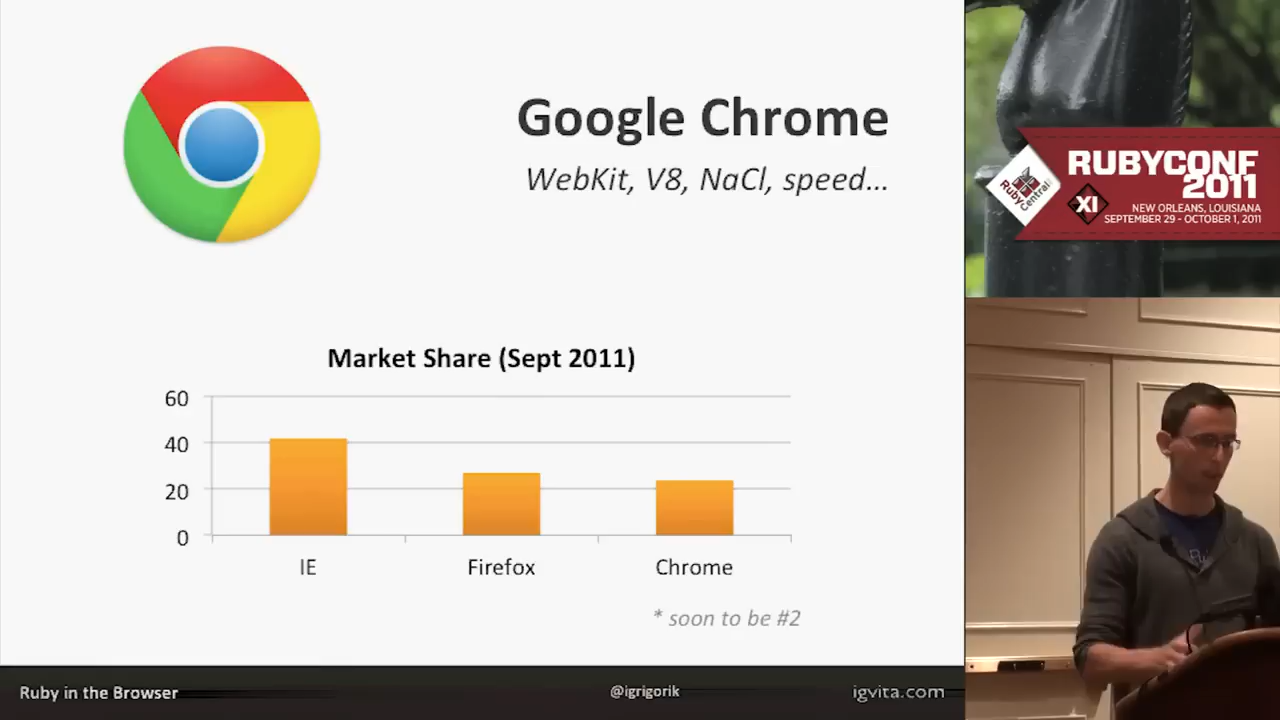 Google Chrome
WebKit, V8, NaCl, speed...
Market Share (Sept 2011)
60
40
20
0
IE
Firefox
Chrome
* soon to be #2
Ruby in the Browser
@igrigorik
igvita.com
RUBYCONF
2011
RubyCentral
XI
NEW ORLEANS, LOUISIANA
SEPTEMBER 29 - OCTOBER 1, 2011